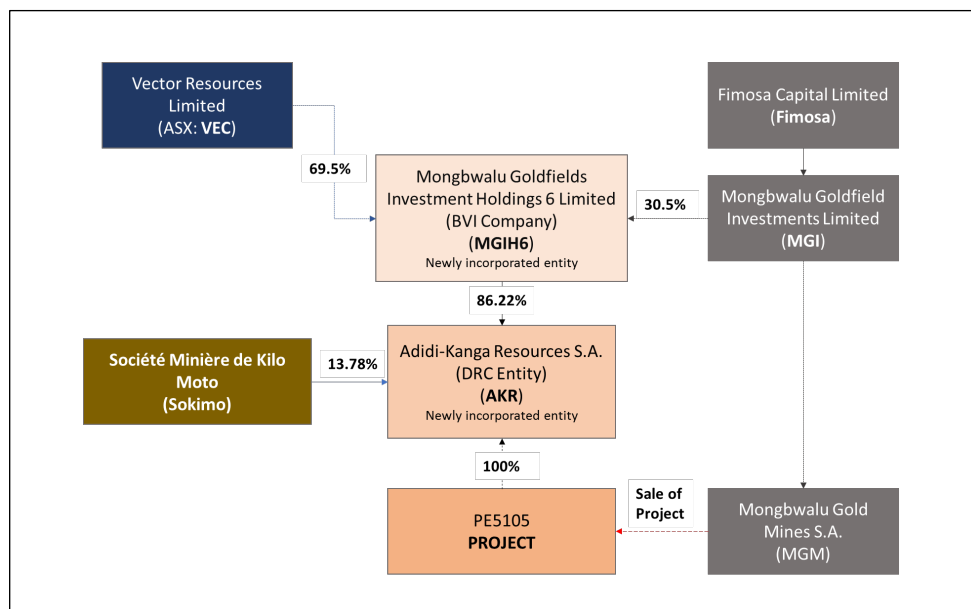 Vector Resources
Limited
(ASX: VEC)
Fimosa Capital Limited
(Fimosa)
69.5%
Mongbwalu Goldfields
Investment Holdings 6 Limited
(BVI Company)
(MGIH6)
Newly incorporated entity
30.5%
Mongbwalu Goldfield
Investments Limited
(MGI)
86.22%
Société Minière de Kilo
Moto
(Sokimo)
13.78%
Adidi-Kanga Resources S.A.
(DRC Entity)
(AKR)
Newly incorporated entity
100%
PE5105
PROJECT
Sale of
Project
Mongbwalu Gold
Mines S.A.
(MGM)